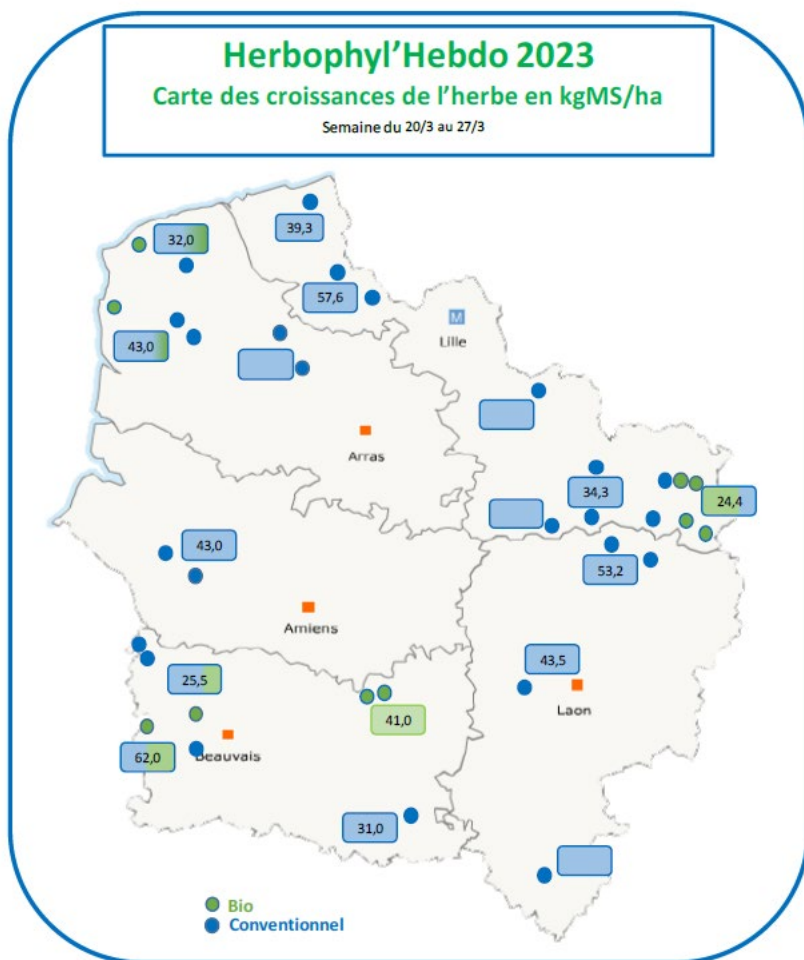 Herbophyl'Hebdo 2023
Carte des croissances de l'herbe en kgMS/ha
Semaine du 20/3 au 27/3
39,3
32,0
57,6
M
Lille
43,0
Arras
34,3
24,4
43,0
53,2
Amiens
43,5
25,5
Laon
41,0
Beauvais
62,0
31,0
Bio
Conventionnel